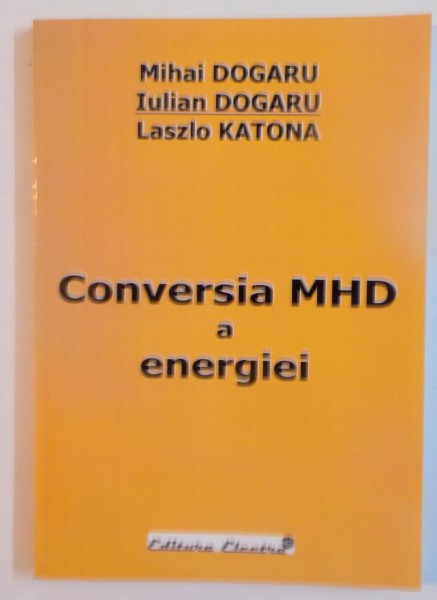 Mihai DOGARU
Iulian DOGARU
Laszlo KATONA
Conversia MHD
a
energiei
Editura Electra